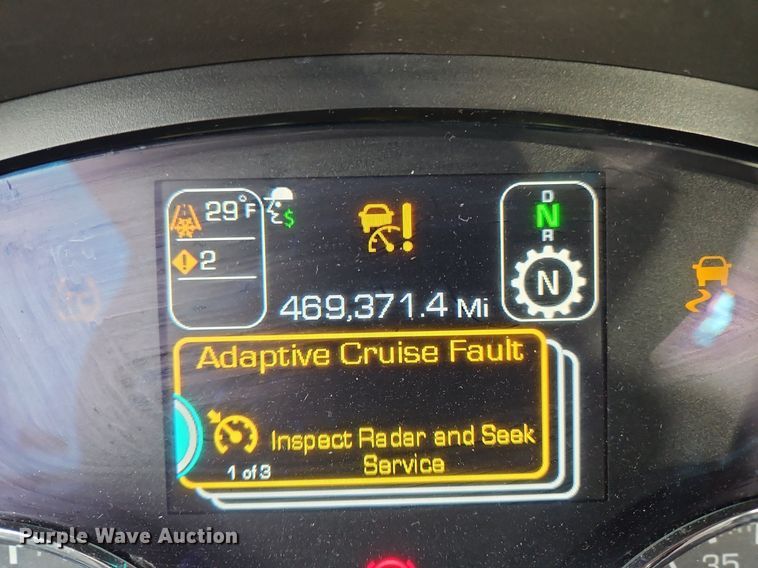 29°F
2
$
D
N
R
N
469,371.4 Mi
Adaptive Cruise Fault
Inspect Radar and Seek
Service
1 of 3
35
Purple Wave Auction